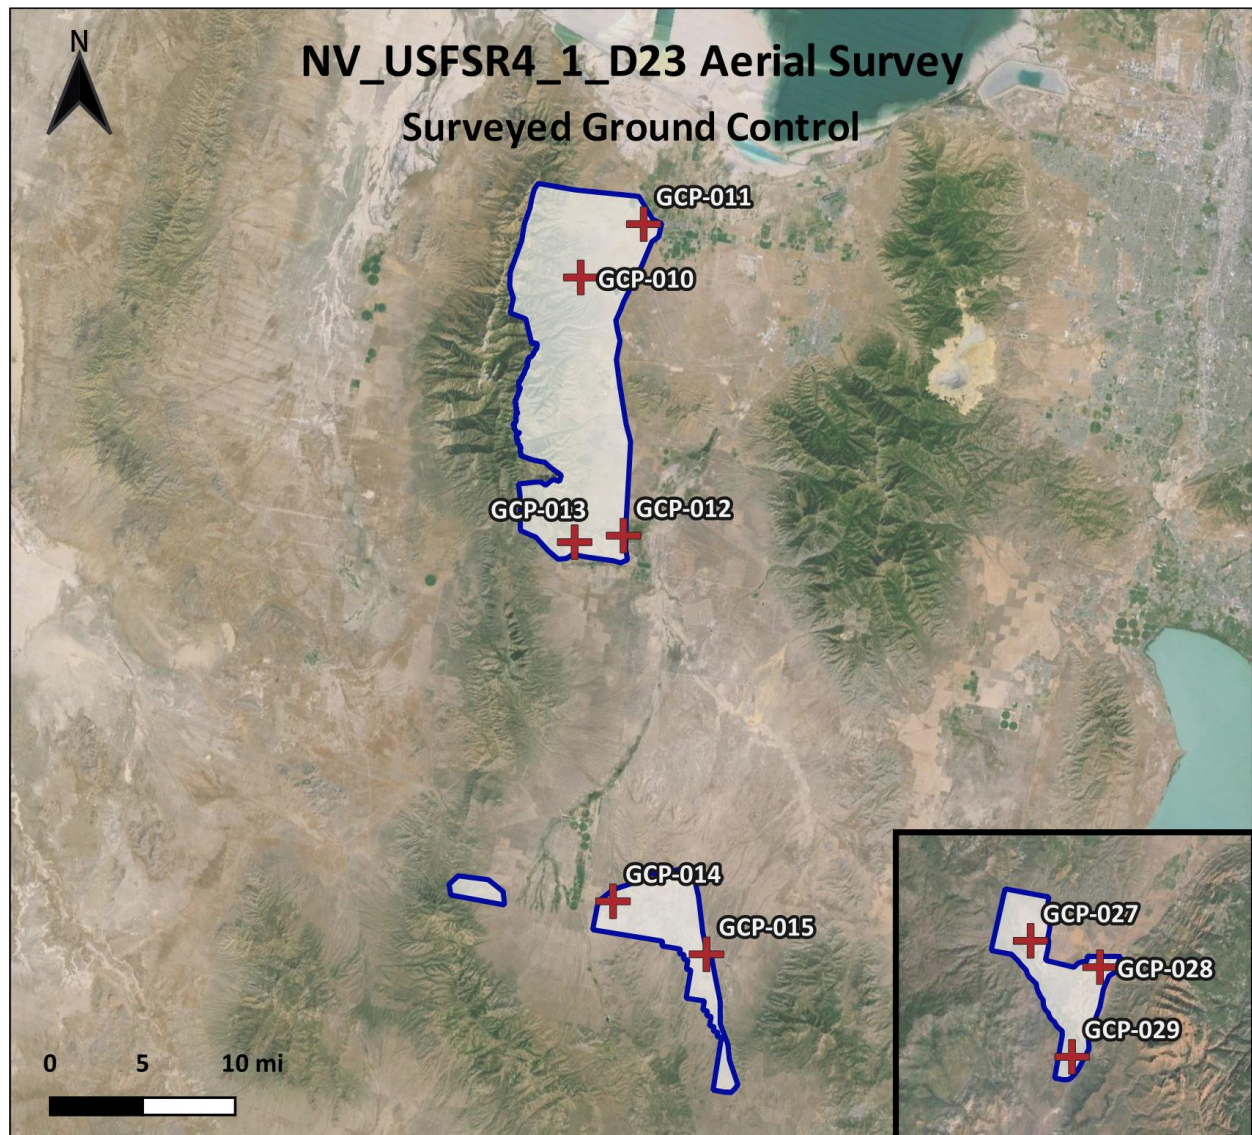 N
NV_USFSR4_1_D23 Aerial Survey
Surveyed Ground Control
GCP-011
GCP-010
GCP-013
GCP-012
GCP-014
GCP-015
GCP-027
GCP-028
GCP-029
0 5 10 mi